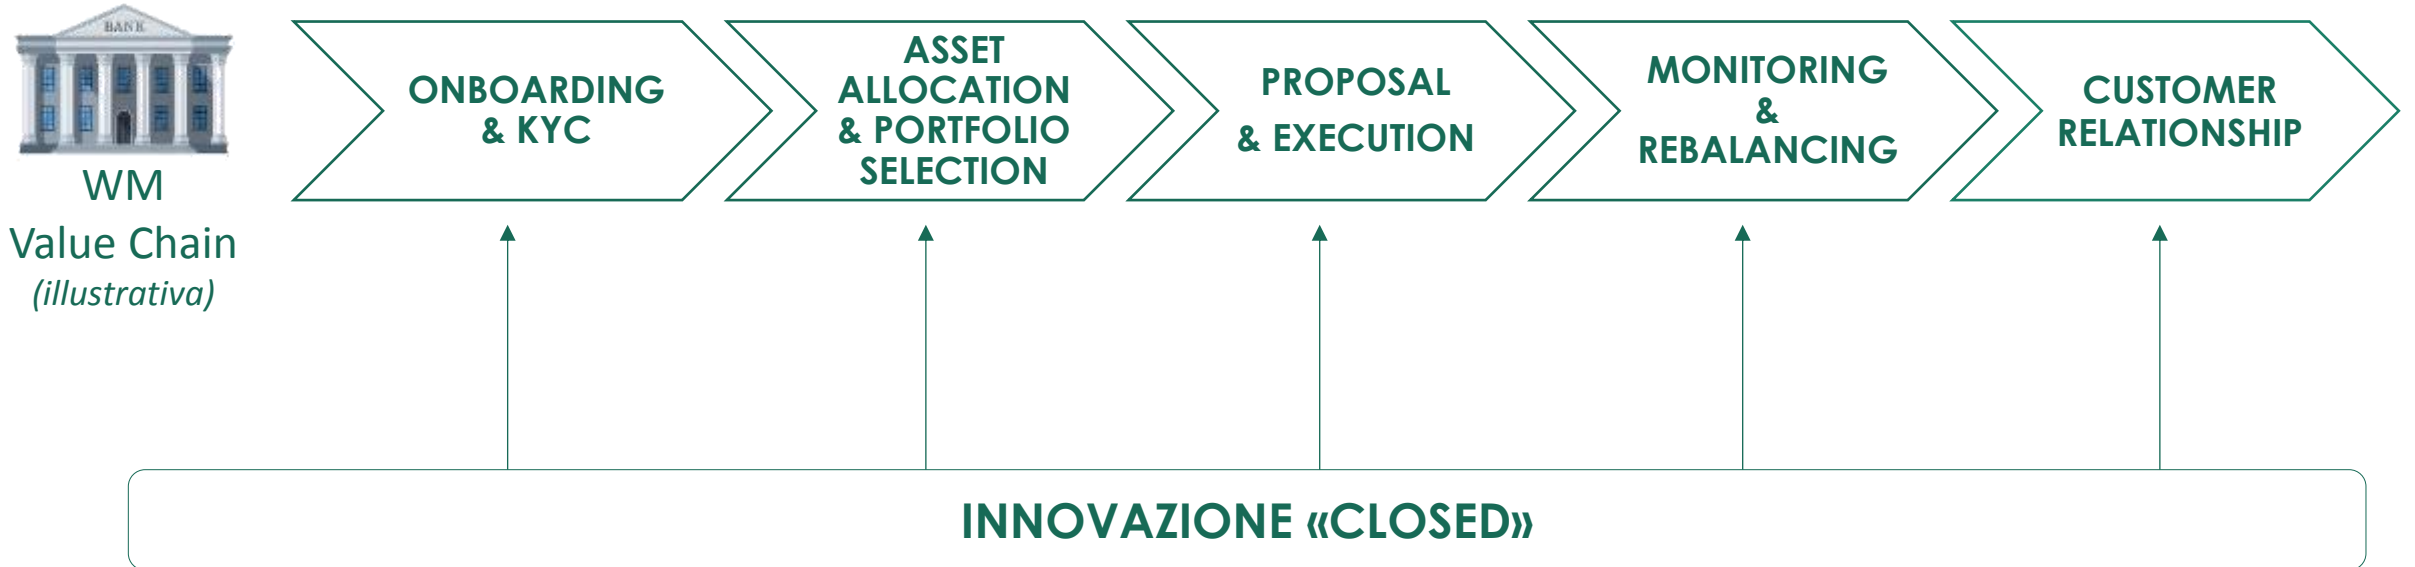 BANK
WM
Value Chain
(illustrativa)
ONBOARDING
& KYC
ASSET
ALLOCATION
& PORTFOLIO
SELECTION
PROPOSAL
& EXECUTION
MONITORING
&
REBALANCING
CUSTOMER
RELATIONSHIP
INNOVAZIONE «CLOSED»